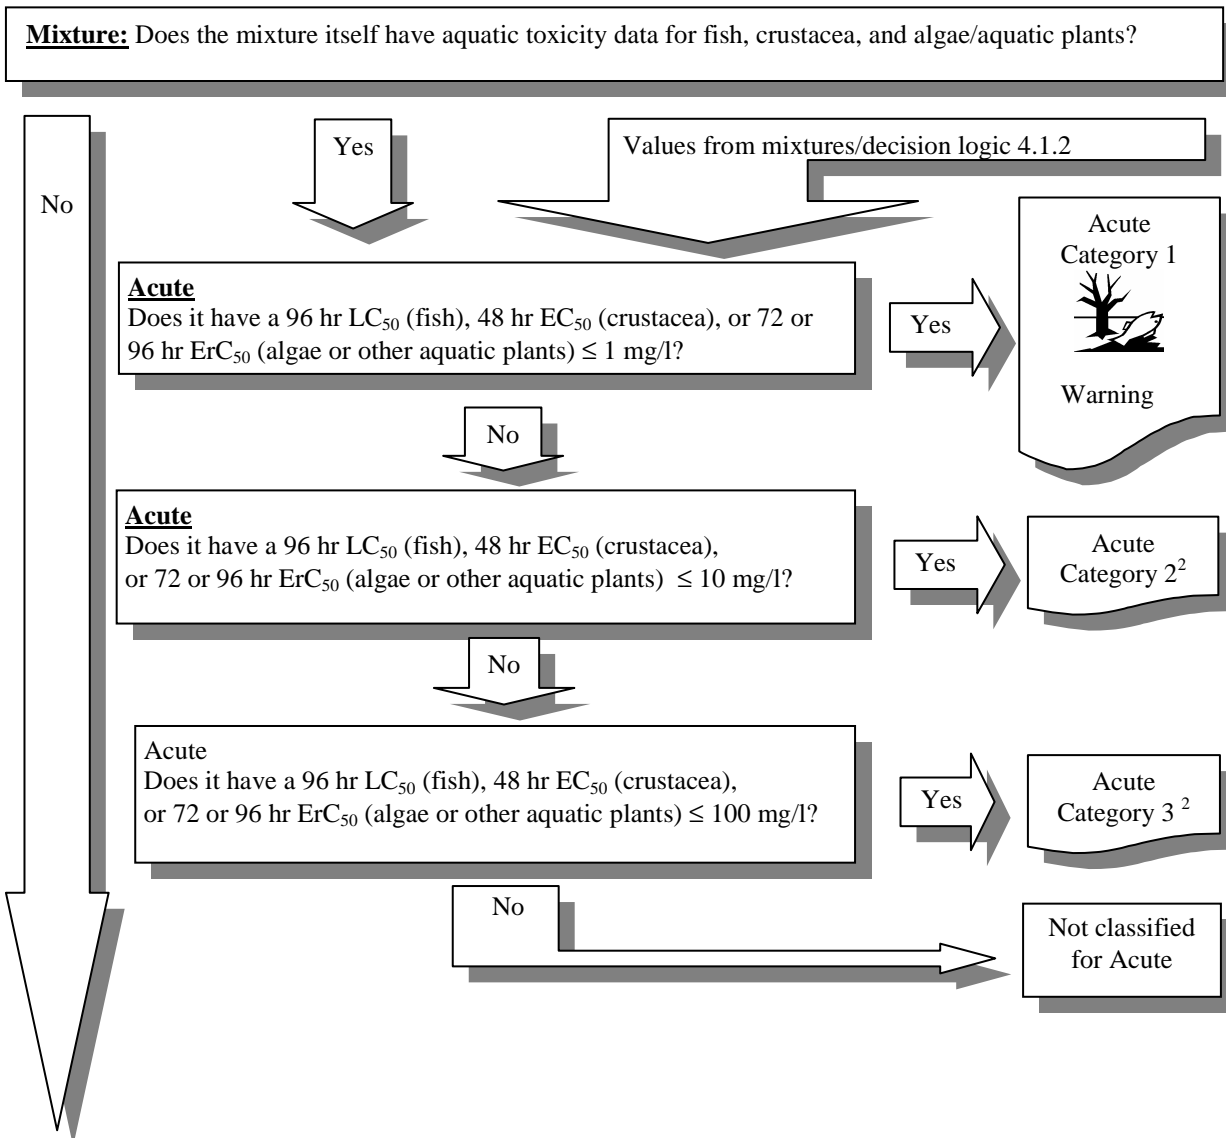 Mixture: Does the mixture itself have aquatic toxicity data for fish, crustacea, and algae/aquatic plants?
No
Yes
Values from mixtures/decision logic 4.1.2
Acute
Does it have a 96 hr LC₅₀ (fish), 48 hr EC₅₀ (crustacea), or 72 or
96 hr ErC₅₀ (algae or other aquatic plants) ≤ 1 mg/l?
Yes
Acute
Category 1
Warning
No
Acute
Does it have a 96 hr LC₅₀ (fish), 48 hr EC₅₀ (crustacea),
or 72 or 96 hr ErC₅₀ (algae or other aquatic plants) ≤ 10 mg/l?
Yes
Acute
Category 2²
No
Acute
Does it have a 96 hr LC₅₀ (fish), 48 hr EC₅₀ (crustacea),
or 72 or 96 hr ErC₅₀ (algae or other aquatic plants) ≤ 100 mg/l?
Yes
Acute
Category 3 ²
No
Not classified
for Acute